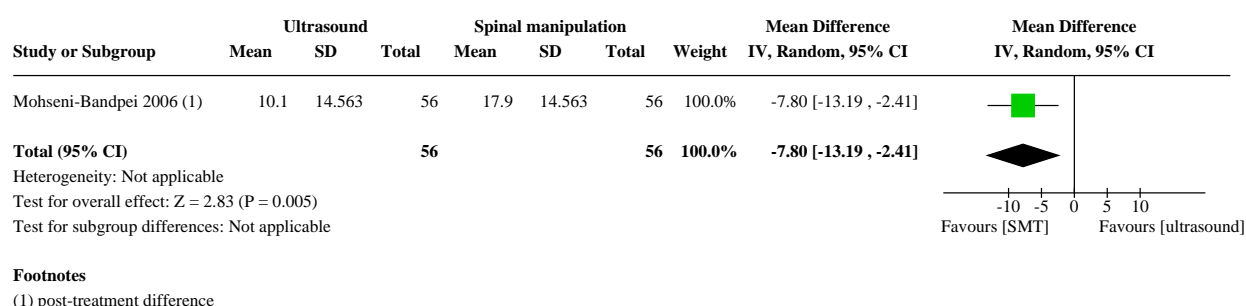 Ultrasound Spinal manipulation Mean Difference Mean Difference
Study or Subgroup Mean SD Total Mean SD Total Weight IV, Random, 95% CI IV, Random, 95% CI
Mohseni-Bandpei 2006 (1) 10.1 14.563 56 17.9 14.563 56 100.0% -7.80 [-13.19 , -2.41]
Total (95% CI) 56 56 100.0% -7.80 [-13.19 , -2.41]
Heterogeneity: Not applicable
Test for overall effect: Z = 2.83 (P = 0.005)
-10 -5 0 5 10
Test for subgroup differences: Not applicable Favours [SMT] Favours [ultrasound]
Footnotes
(1) post-treatment difference